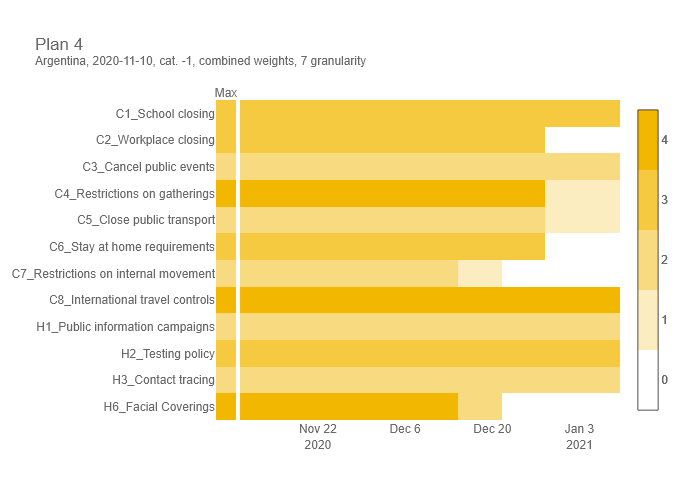 Plan 4
Argentina, 2020-11-10, cat. -1, combined weights, 7 granularity
Max
C1_School closing
C2_Workplace closing
C3_Cancel public events
C4_Restrictions on gatherings
C5_Close public transport
C6_Stay at home requirements
C7_Restrictions on internal movement
C8_International travel controls
H1_Public information campaigns
H2_Testing policy
H3_Contact tracing
H6_Facial Coverings
4
3
2
1
0
Nov 22 Dec 6 Dec 20 Jan 3
2020 2021